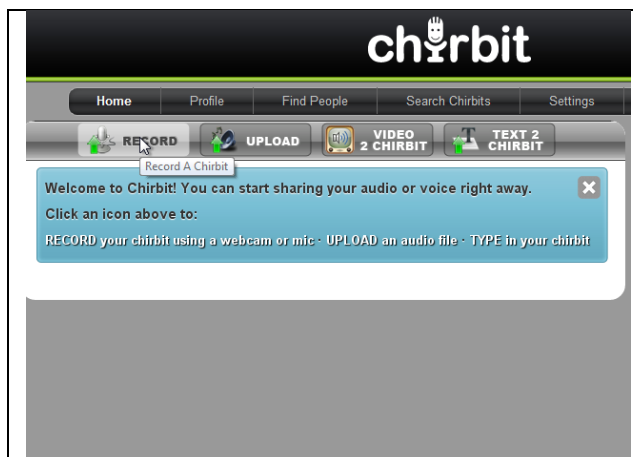 chirbit
Home Profile Find People Search Chirbits Settings
RECORD UPLOAD VIDEO 2 CHIRBIT TEXT 2 CHIRBIT
Record A Chirbit
Welcome to Chirbit! You can start sharing your audio or voice right away.
Click an icon above to:
RECORD your chirbit using a webcam or mic · UPLOAD an audio file · TYPE in your chirbit